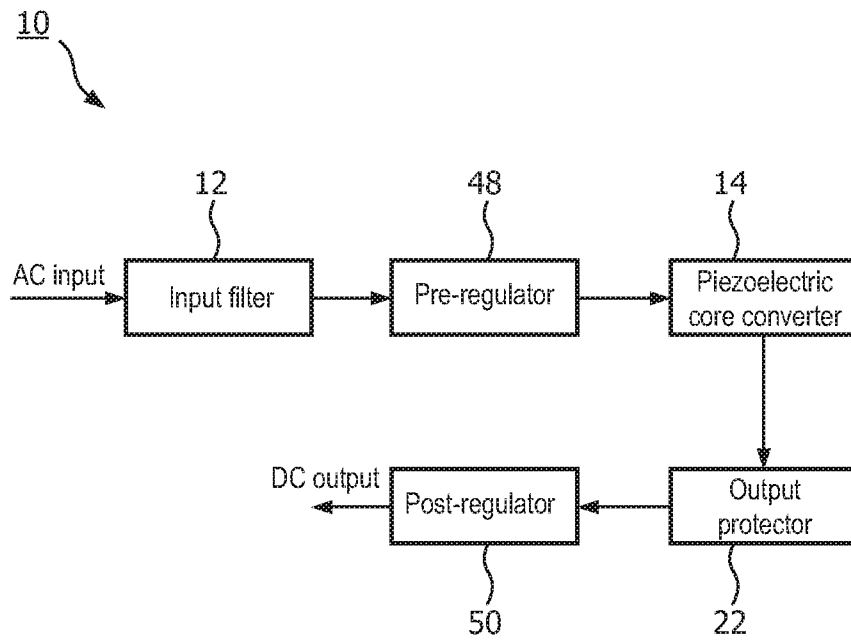 10
12
48
14
AC input
Input filter
Pre-regulator
Piezoelectric
core converter
DC output
Post-regulator
Output
protector
50
22